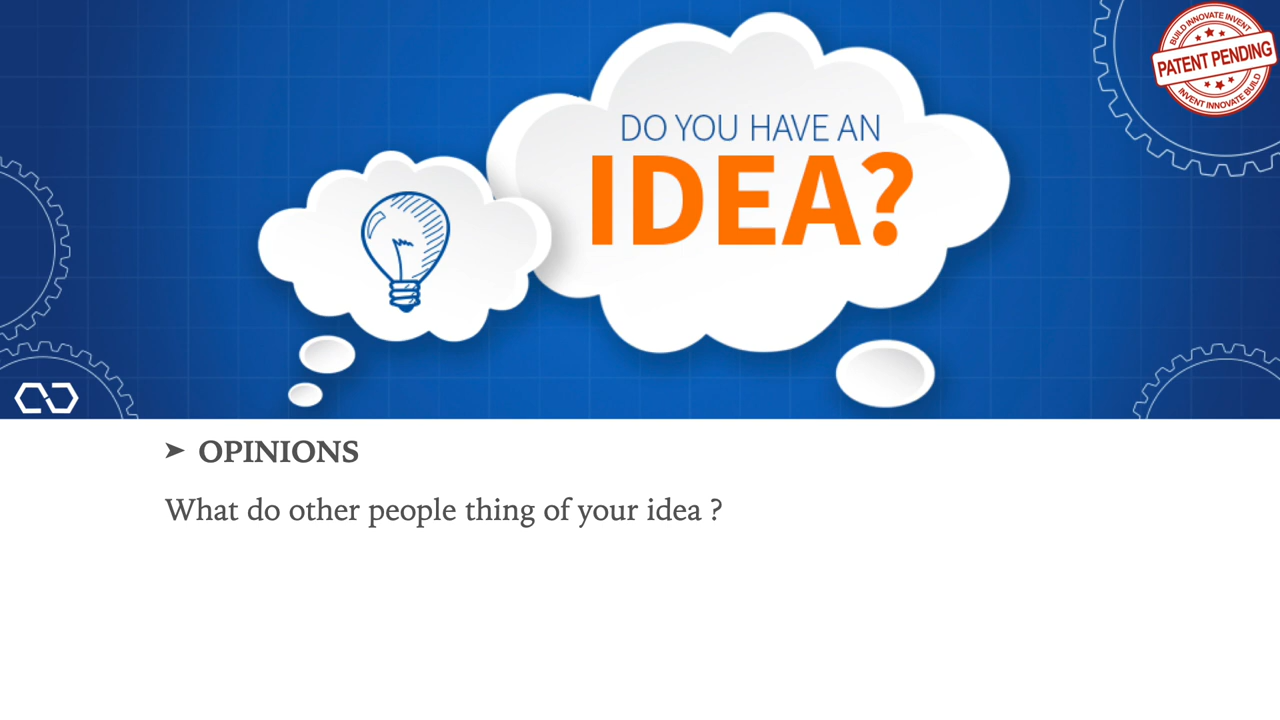 BUILD INNOVATE INVENT
PATENT PENDING
INVENT INNOVATE BUILD
DO YOU HAVE AN
IDEA?
➤ OPINIONS
What do other people thing of your idea ?